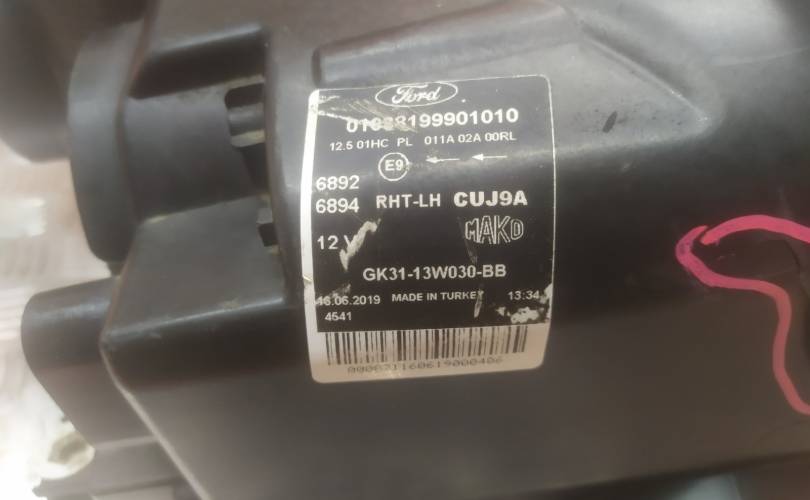 Ford
12.5 01HC PL 011A 02A 00RL
E9
6892
6894 RHT-LH CUJ9A
12 V MAKO
GK31-13W030-BB
16.06.2019 MADE IN TURKEY 13:34
4541